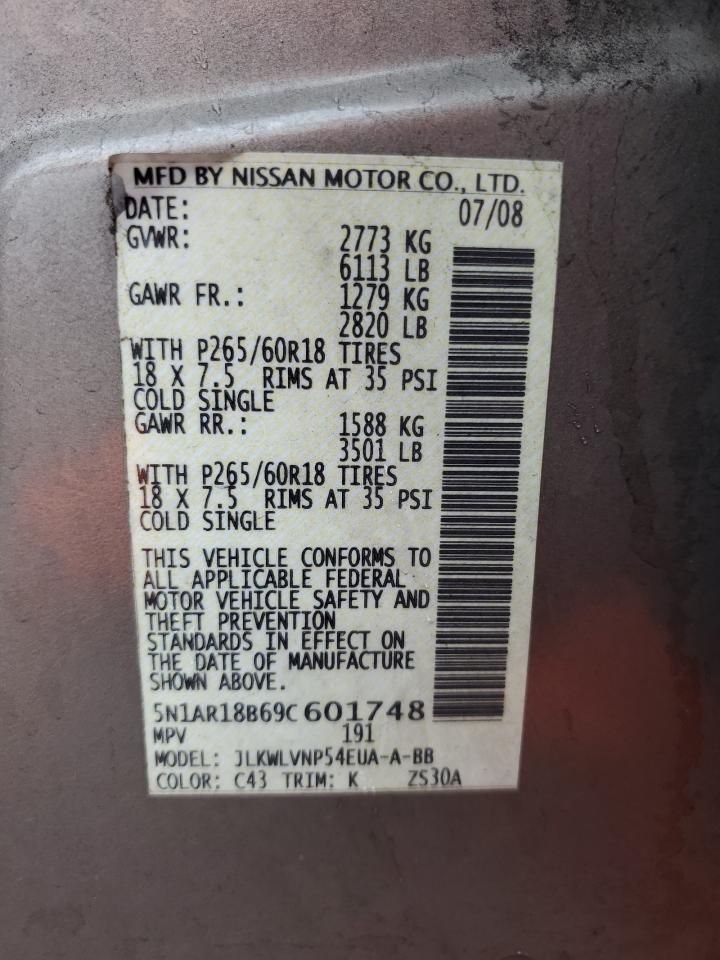 MFD BY NISSAN MOTOR CO., LTD.
DATE: 07/08
GVWR: 2773 KG
6113 LB
GAWR FR.: 1279 KG
2820 LB
WITH P265/60R18 TIRES
18 X 7.5 RIMS AT 35 PSI
COLD SINGLE
GAWR RR.: 1588 KG
3501 LB
WITH P265/60R18 TIRES
18 X 7.5 RIMS AT 35 PSI
COLD SINGLE
THIS VEHICLE CONFORMS TO
ALL APPLICABLE FEDERAL
MOTOR VEHICLE SAFETY AND
THEFT PREVENTION
STANDARDS IN EFFECT ON
THE DATE OF MANUFACTURE
SHOWN ABOVE.
5N1AR18B69C601748
MPV 191
MODEL: JLKWLVNP54EUA-A-BB
COLOR: C43 TRIM: K ZS30A